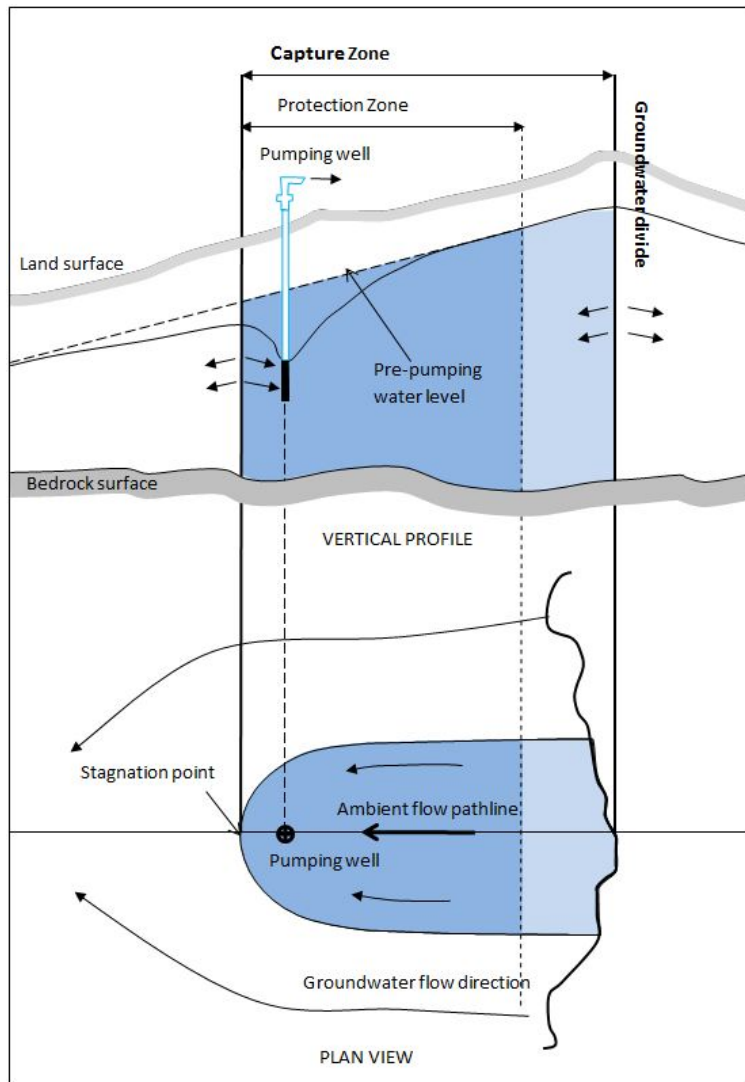 Capture Zone
Protection Zone
Pumping well
Groundwater divide
Land surface
Pre-pumping
water level
Bedrock surface
VERTICAL PROFILE
Stagnation point
Ambient flow pathline
Pumping well
Groundwater flow direction
PLAN VIEW